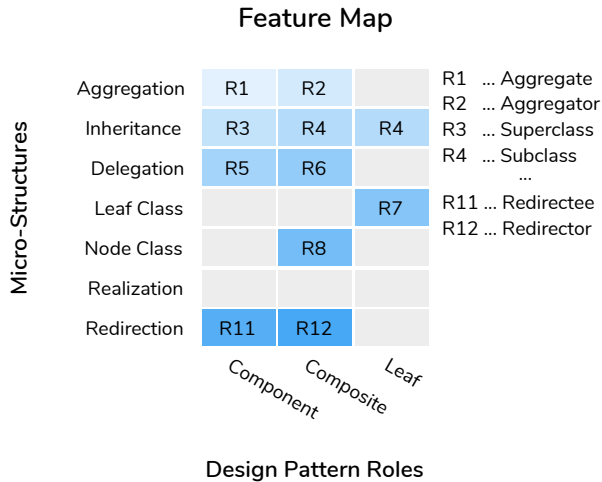 Feature Map
Aggregation R1 R2
Inheritance R3 R4 R4
Delegation R5 R6
Leaf Class R7
Node Class R8
Realization
Redirection R11 R12
Component Composite Leaf
Micro-Structures
Design Pattern Roles
R1 ... Aggregate
R2 ... Aggregator
R3 ... Superclass
R4 ... Subclass
...
R11 ... Redirectee
R12 ... Redirector